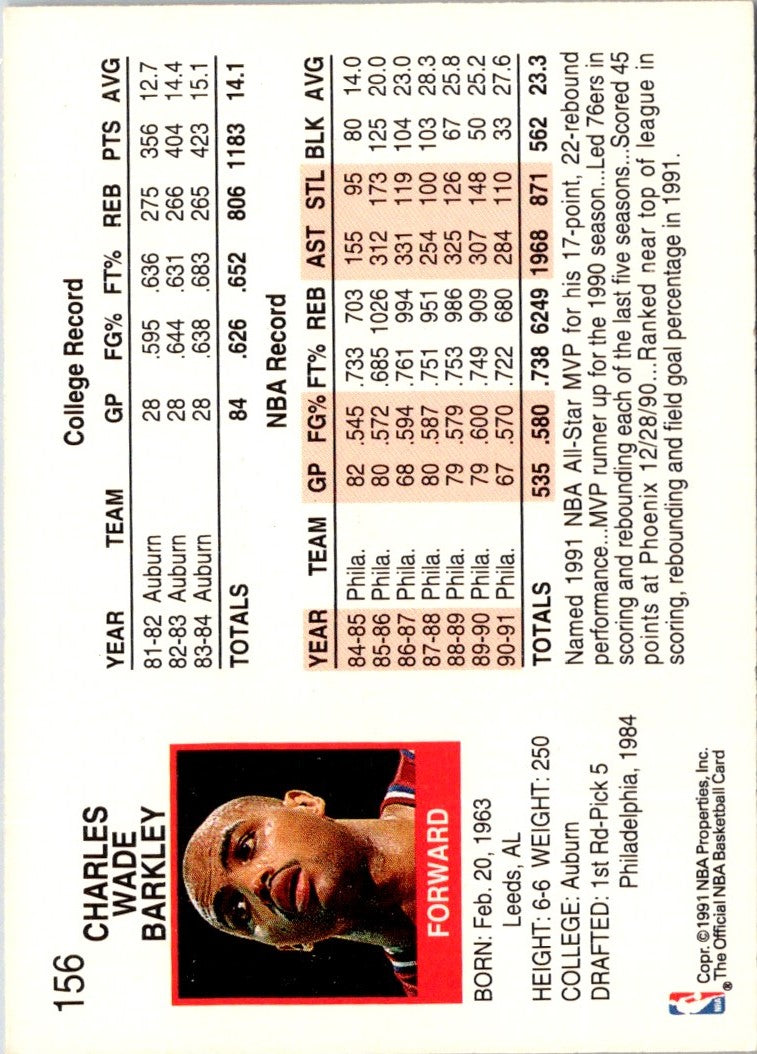 156
CHARLES
WADE
BARKLEY
FORWARD
BORN: Feb. 20, 1963
Leeds, AL
HEIGHT: 6-6 WEIGHT: 250
COLLEGE: Auburn
DRAFTED: 1st Rd-Pick 5
Philadelphia, 1984
NBA
Copr. ©1991 NBA Properties, Inc.
®The Official NBA Basketball Card
College Record
YEAR TEAM GP FG% FT% REB PTS AVG
81-82 Auburn 28 .595 .636 275 356 12.7
82-83 Auburn 28 .644 .631 266 404 14.4
83-84 Auburn 28 .638 .683 265 423 15.1
TOTALS 84 .626 .652 806 1183 14.1
NBA Record
YEAR TEAM GP FG% FT% REB AST STL BLK AVG
84-85 Phila. 82 .545 .733 703 155 95 80 14.0
85-86 Phila. 80 .572 .685 1026 312 173 125 20.0
86-87 Phila. 68 .594 .761 994 331 119 104 23.0
87-88 Phila. 80 .587 .751 951 254 100 103 28.3
88-89 Phila. 79 .579 .753 986 325 126 67 25.8
89-90 Phila. 79 .600 .749 909 307 148 50 25.2
90-91 Phila. 67 .570 .722 680 284 110 33 27.6
TOTALS 535 .580 .738 6249 1968 871 562 23.3
Named 1991 NBA All-Star MVP for his 17-point, 22-rebound
performance...MVP runner up for the 1990 season...Led 76ers in
scoring and rebounding each of the last five seasons...Scored 45
points at Phoenix 12/28/90...Ranked near top of league in
scoring, rebounding and field goal percentage in 1991.